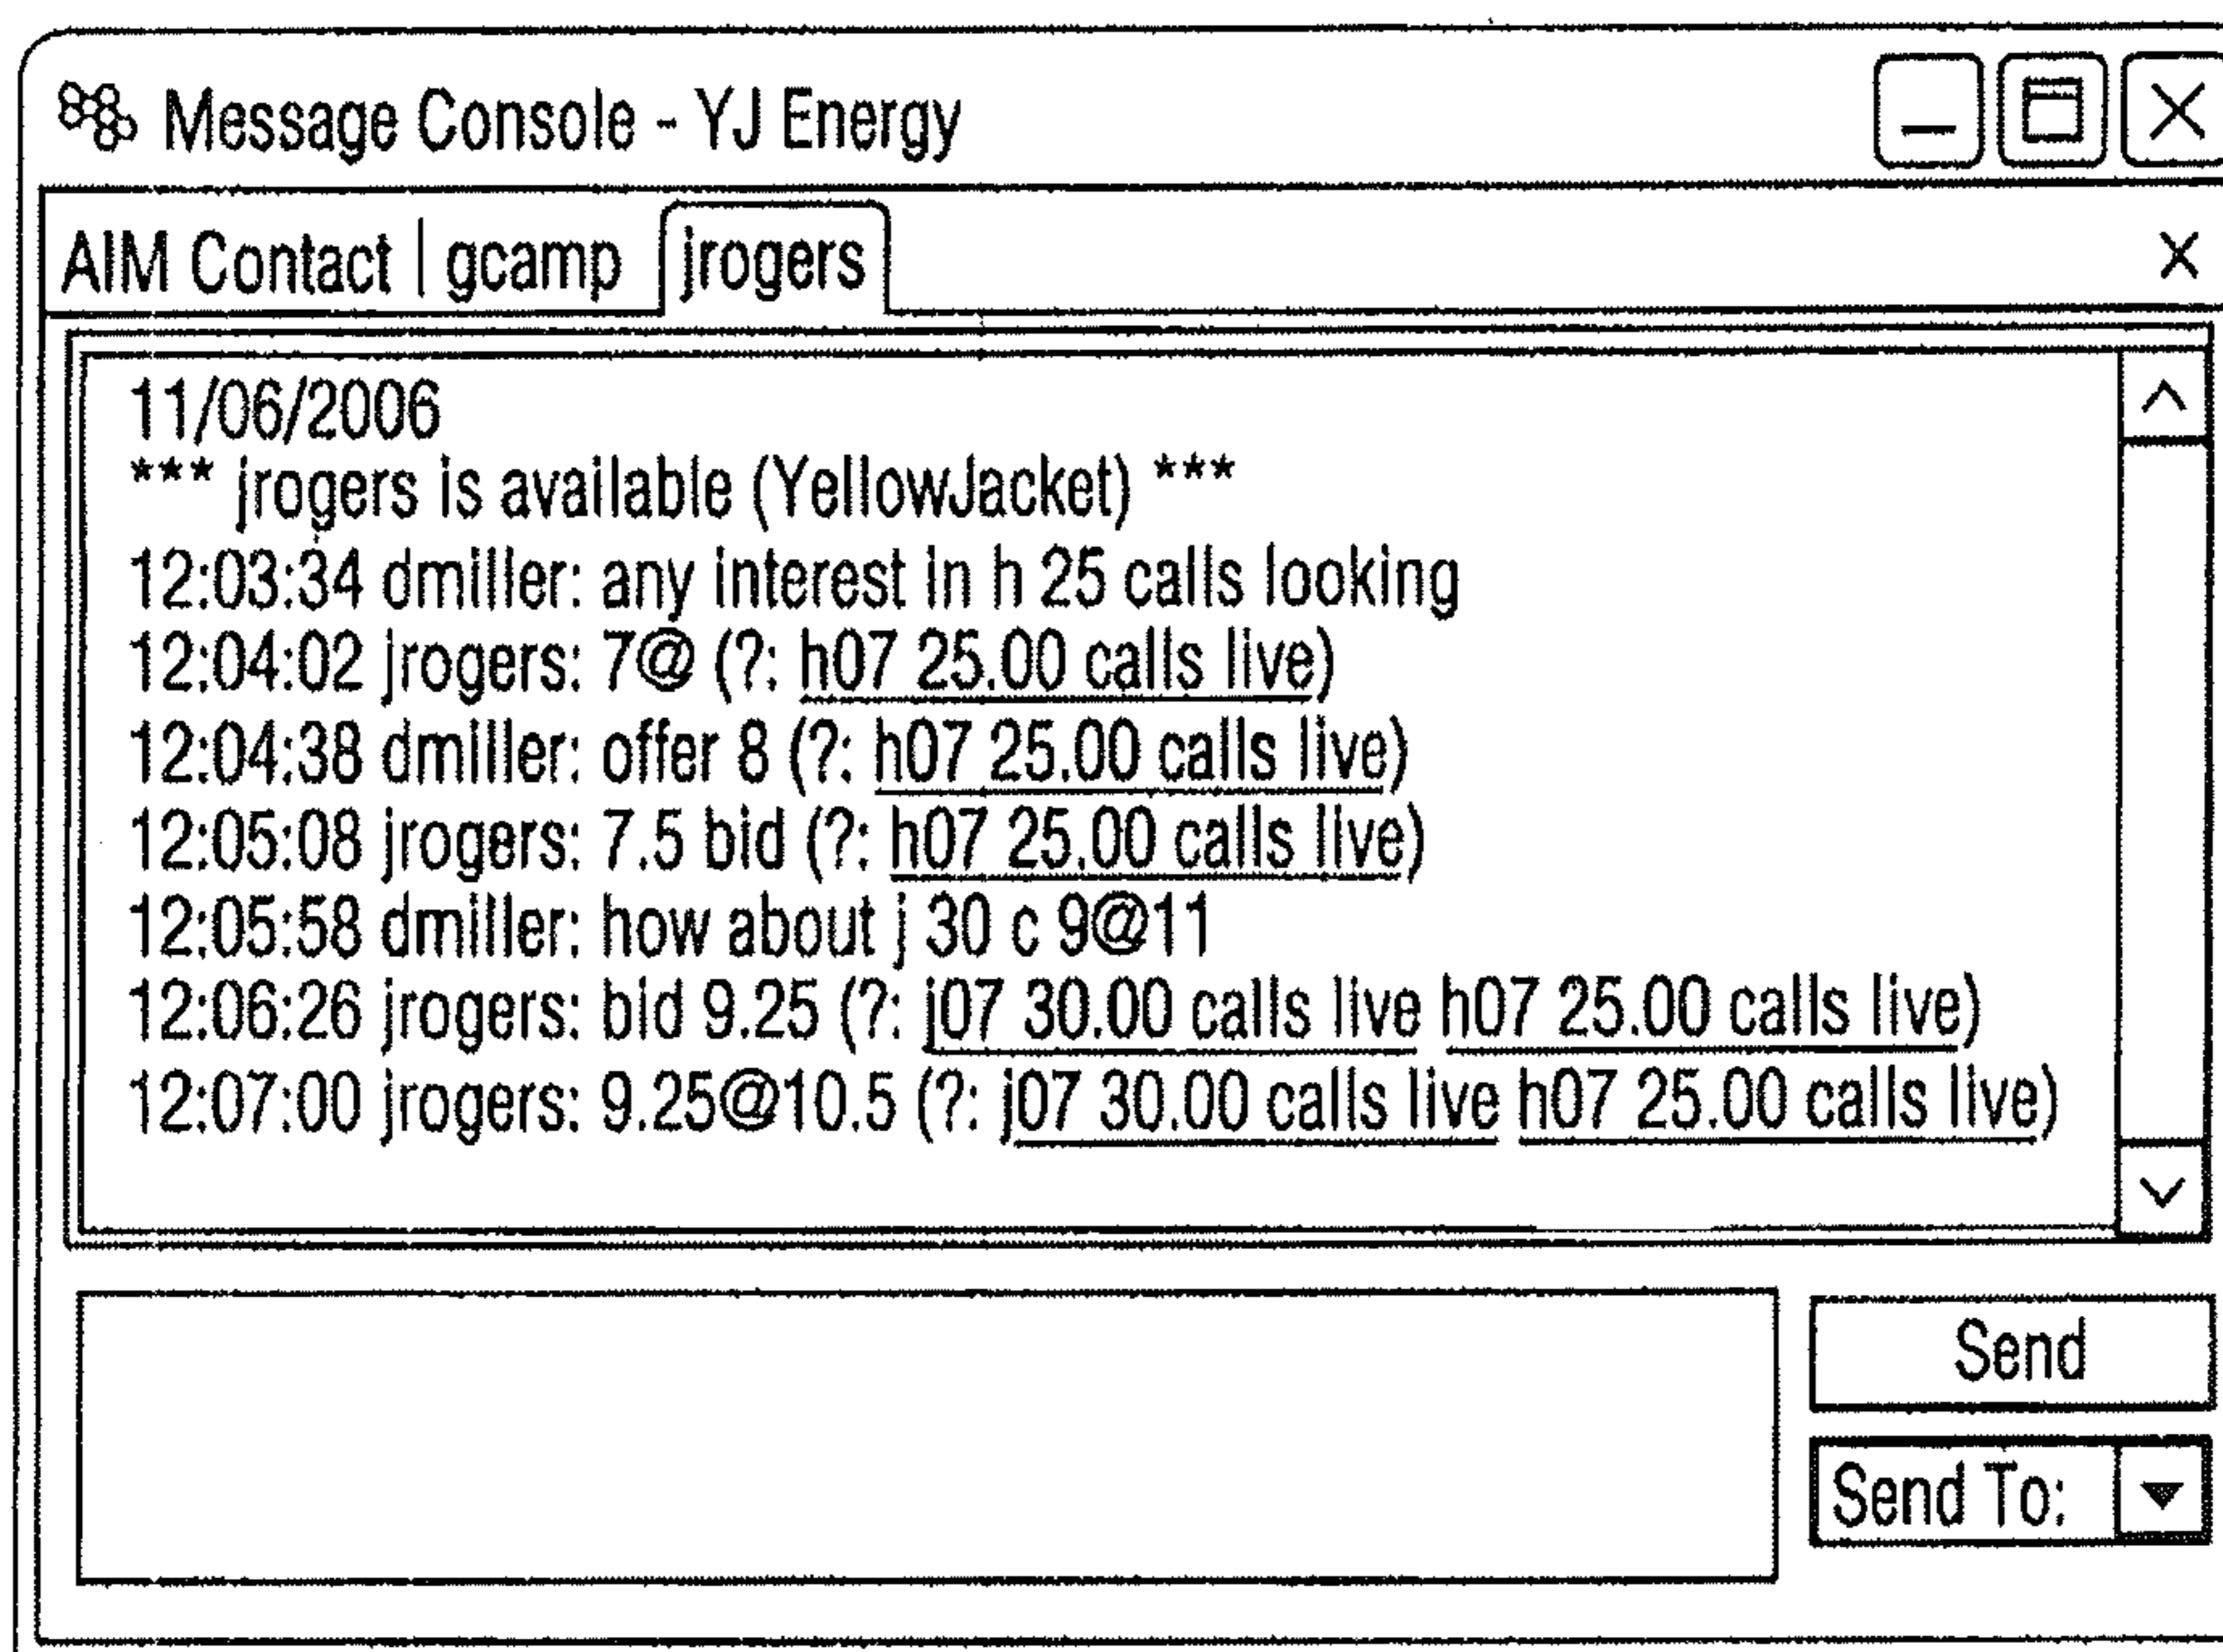 Message Console - YJ Energy
AIM Contact | gcamp jrogers
11/06/2006
*** jrogers is available (YellowJacket) ***
12:03:34 dmiller: any interest in h 25 calls looking
12:04:02 jrogers: 7@ (?: h07 25.00 calls live)
12:04:38 dmiller: offer 8 (?: h07 25.00 calls live)
12:05:08 jrogers: 7.5 bid (?: h07 25.00 calls live)
12:05:58 dmiller: how about j 30 c 9@11
12:06:26 jrogers: bid 9.25 (?: j07 30.00 calls live h07 25.00 calls live)
12:07:00 jrogers: 9.25@10.5 (?: j07 30.00 calls live h07 25.00 calls live)
Send
Send To: